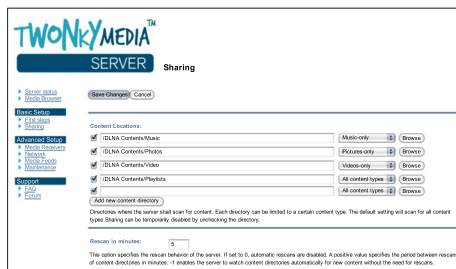 TWONKYMEDIA™
SERVER
Sharing
Server status
Media Browser
Save Changes Cancel
Basic Setup
First steps
Sharing
Advanced Setup
Media Receivers
Network
Media Feeds
Maintenance
Support
FAQ
Forum
Content Locations:
/DLNA Contents/Music Music-only Browse
/DLNA Contents/Photos Pictures-only Browse
/DLNA Contents/Video Videos-only Browse
/DLNA Contents/Playlists All content types Browse
All content types Browse
Add new content directory
Directories where the server shall scan for content. Each directory can be limited to a certain content type. The default setting will scan for all content
types.Sharing can be temporarily disabled by unchecking the directory.
Rescan in minutes: 5
This option specifies the rescan behavior of the server. If set to 0, automatic rescans are disabled. A positive value specifies the period between rescans
of content directories in minutes. -1 enables the server to watch content directories automatically for new content without the need for rescans.